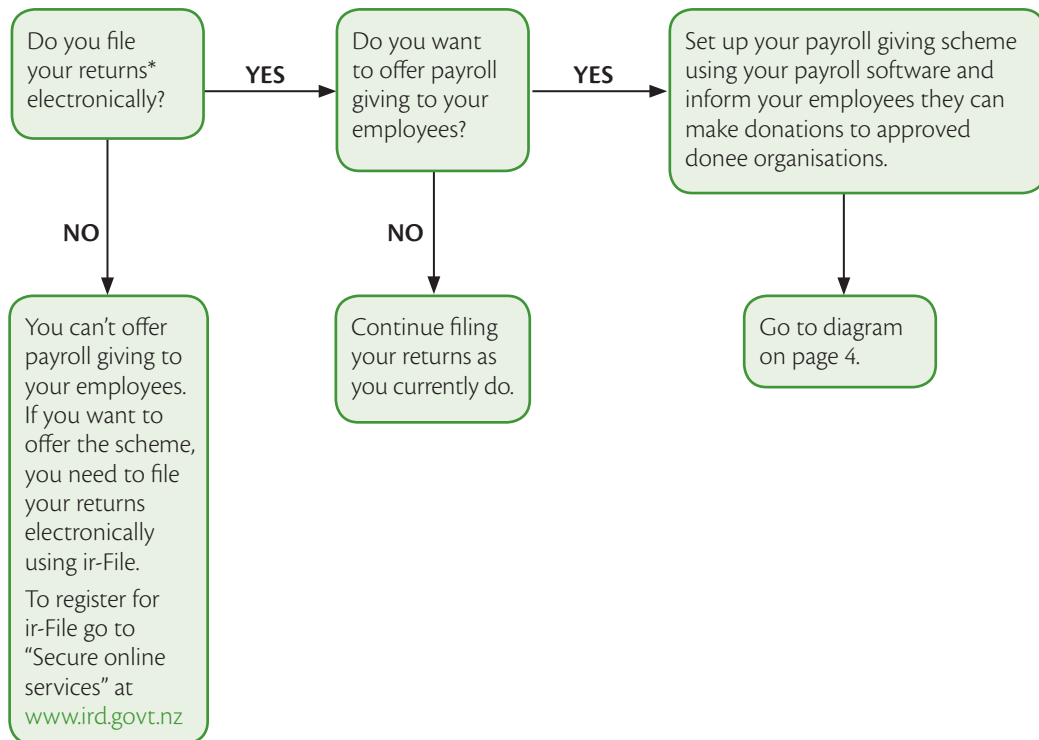 Do you file
your returns*
electronically?
YES
Do you want
to offer payroll
giving to your
employees?
YES
Set up your payroll giving scheme
using your payroll software and
inform your employees they can
make donations to approved
donee organisations.
NO
NO
You can’t offer
payroll giving to
your employees.
If you want to
offer the scheme,
you need to file
your returns
electronically
using ir-File.
To register for
ir-File go to
“Secure online
services” at
www.ird.govt.nz
Continue filing
your returns as
you currently do.
Go to diagram
on page 4.